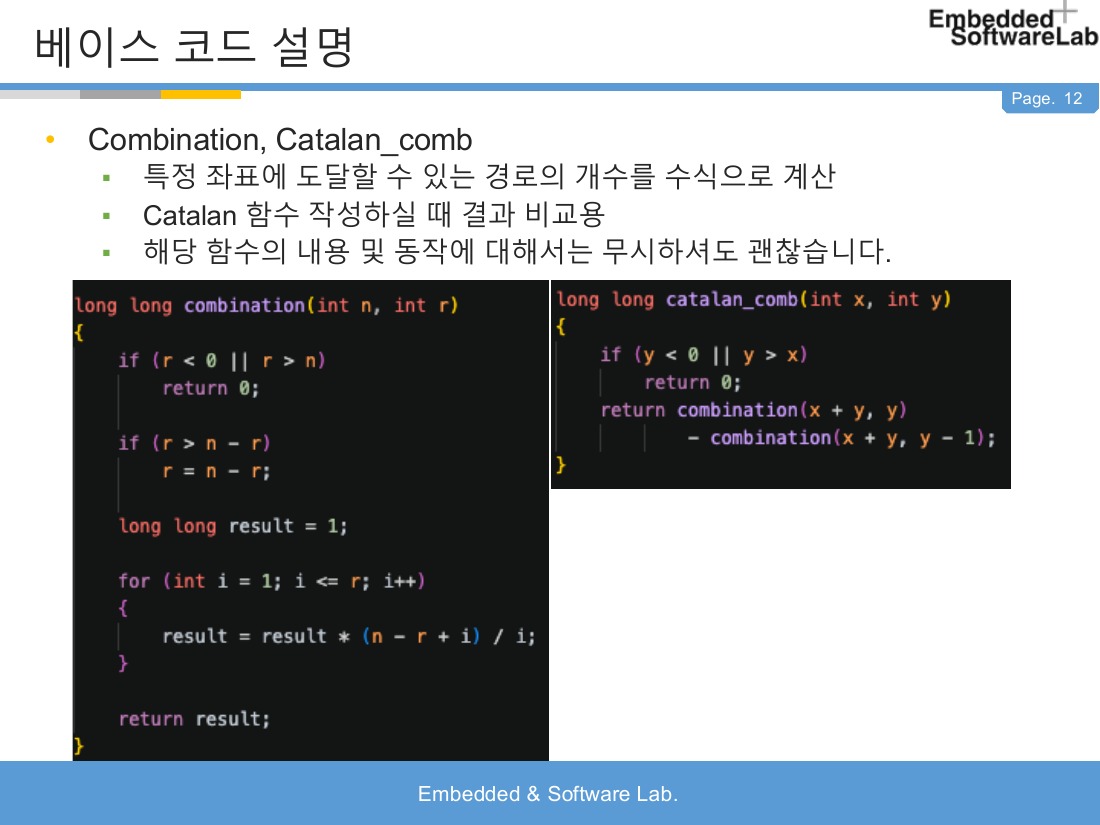 베이스 코드 설명
Embedded
SoftwareLab
Page. 12
• Combination, Catalan_comb
▪ 특정 좌표에 도달할 수 있는 경로의 개수를 수식으로 계산
▪ Catalan 함수 작성하실 때 결과 비교용
▪ 해당 함수의 내용 및 동작에 대해서는 무시하셔도 괜찮습니다.
long long combination(int n, int r)
{
    if (r < 0 || r > n)
        return 0;

    if (r > n - r)
        r = n - r;

    long long result = 1;

    for (int i = 1; i <= r; i++)
    {
        result = result * (n - r + i) / i;
    }

    return result;
}
long long catalan_comb(int x, int y)
{
    if (y < 0 || y > x)
        return 0;
    return combination(x + y, y)
            - combination(x + y, y - 1);
}
Embedded & Software Lab.